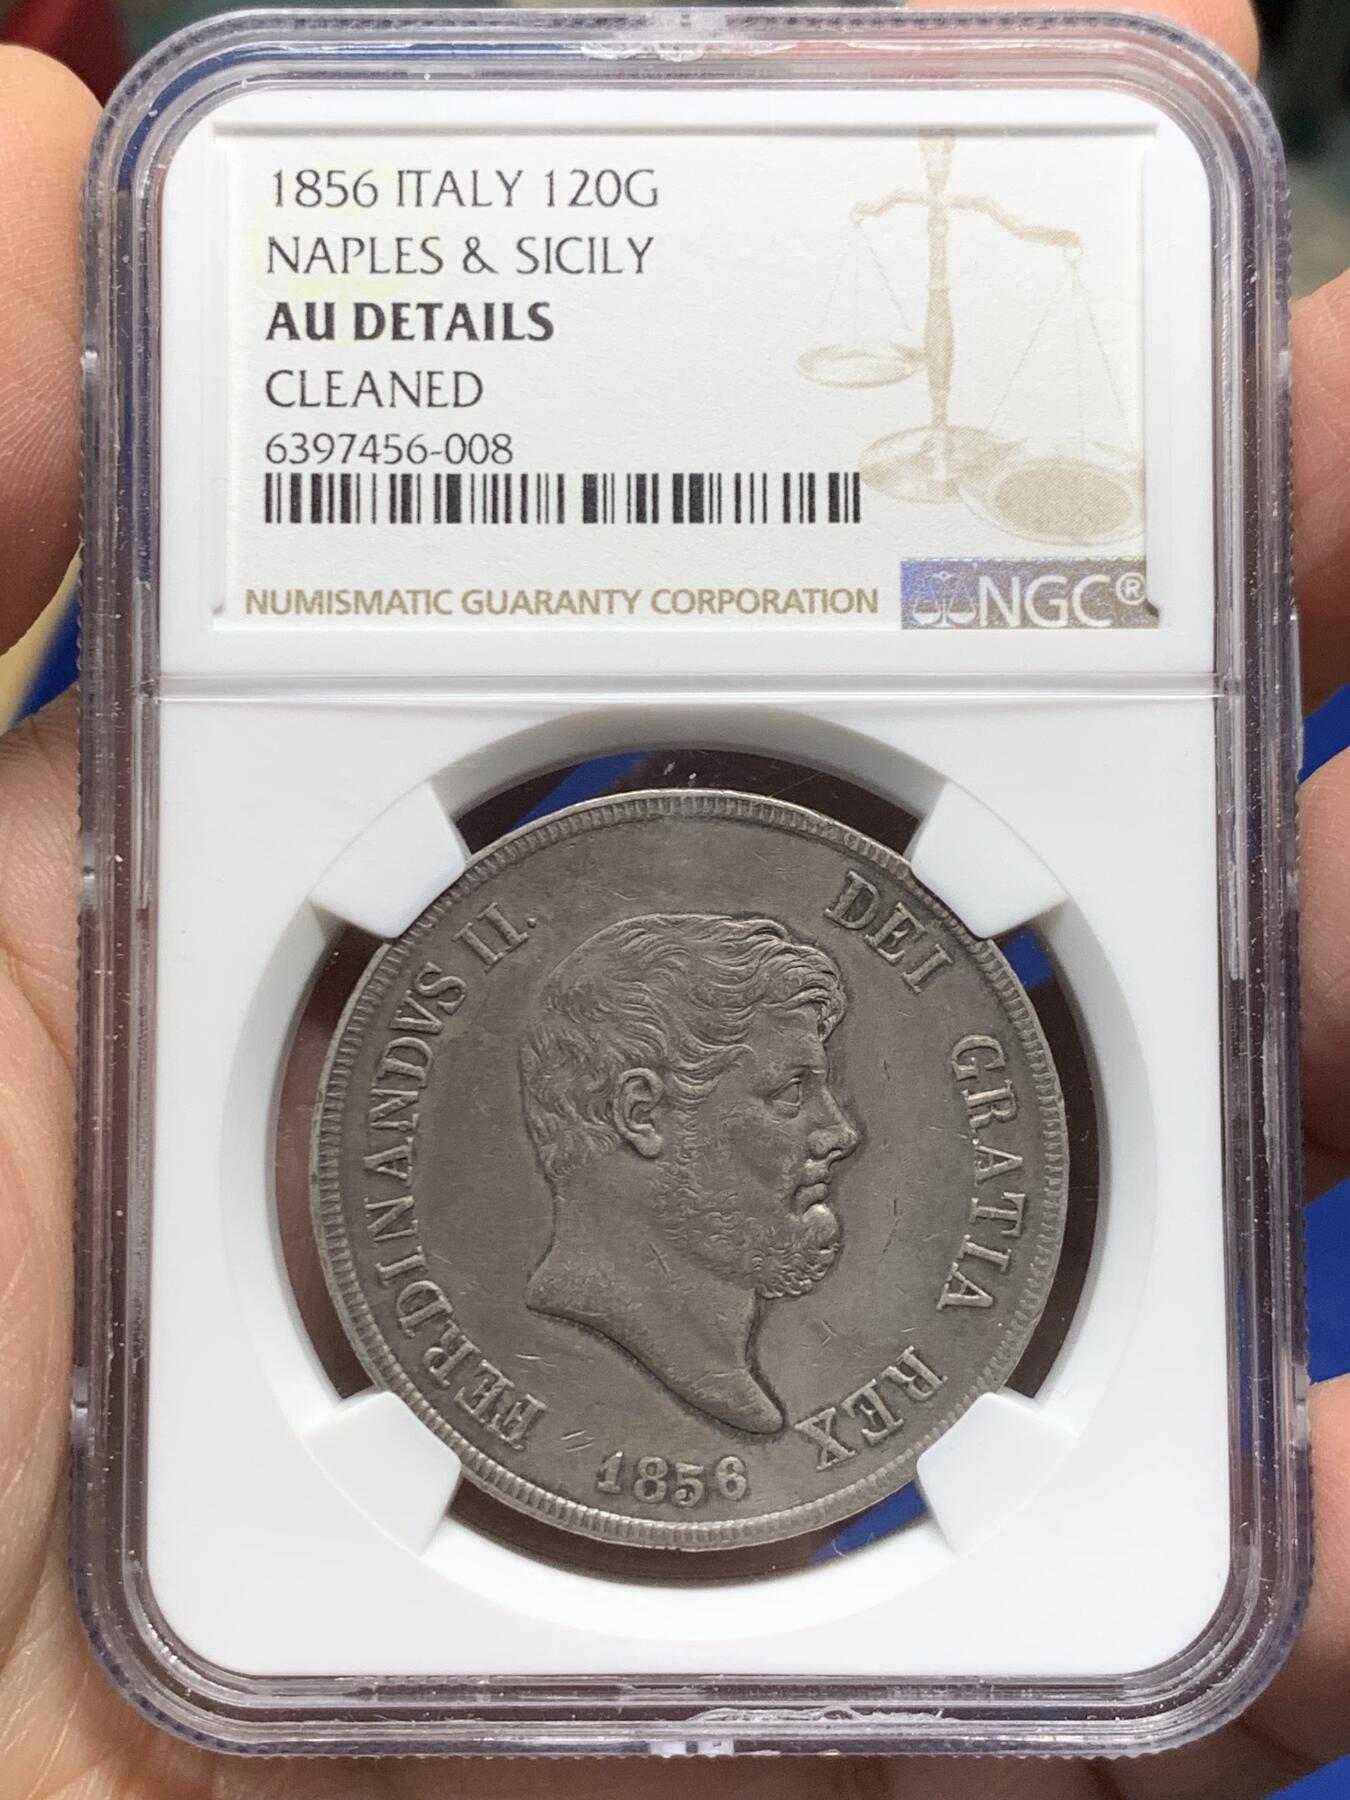 1856 ITALY 120G
NAPLES & SICILY
AU DETAILS
CLEANED
6397456-008
NUMISMATIC GUARANTY CORPORATION
NGC®
FERDINANDVS II. DEI GRATIA REX
1856